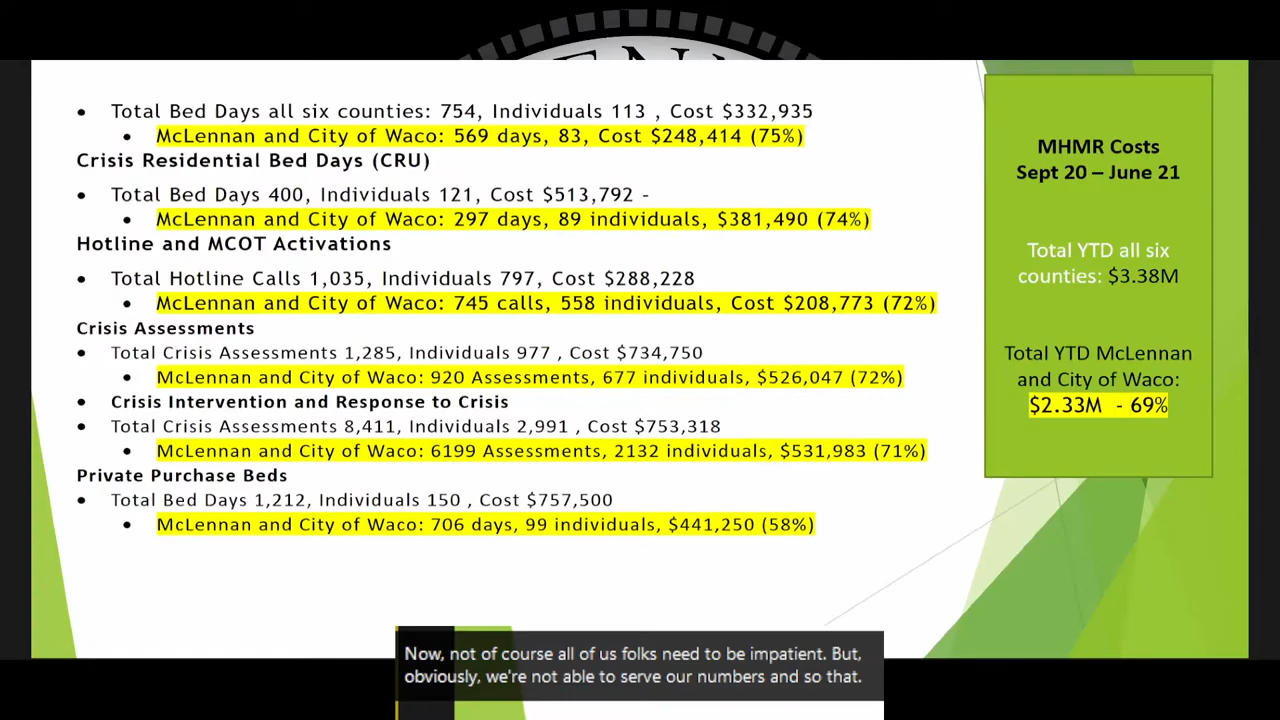 • Total Bed Days all six counties: 754, Individuals 113 , Cost $332,935
• McLennan and City of Waco: 569 days, 83, Cost $248,414 (75%)
Crisis Residential Bed Days (CRU)
• Total Bed Days 400, Individuals 121, Cost $513,792 -
• McLennan and City of Waco: 297 days, 89 individuals, $381,490 (74%)
Hotline and MCOT Activations
• Total Hotline Calls 1,035, Individuals 797, Cost $288,228
• McLennan and City of Waco: 745 calls, 558 individuals, Cost $208,773 (72%)
Crisis Assessments
• Total Crisis Assessments 1,285, Individuals 977 , Cost $734,750
• McLennan and City of Waco: 920 Assessments, 677 individuals, $526,047 (72%)
• Crisis Intervention and Response to Crisis
• Total Crisis Assessments 8,411, Individuals 2,991 , Cost $753,318
• McLennan and City of Waco: 6199 Assessments, 2132 individuals, $531,983 (71%)
Private Purchase Beds
• Total Bed Days 1,212, Individuals 150 , Cost $757,500
• McLennan and City of Waco: 706 days, 99 individuals, $441,250 (58%)
MHMR Costs
Sept 20 – June 21
Total YTD all six
counties: $3.38M
Total YTD McLennan
and City of Waco:
$2.33M - 69%
Now, not of course all of us folks need to be impatient. But,
obviously, we're not able to serve our numbers and so that.